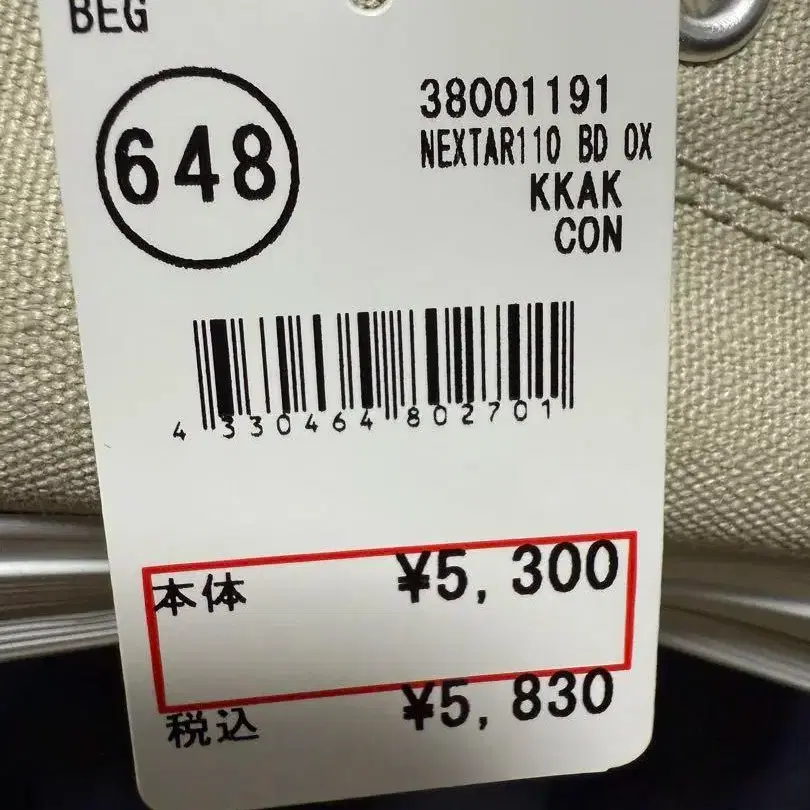 BEG
648
38001191
NEXTAR110 BD OX
KKAK
CON
4 330464 802701
本体 ¥5,300
税込 ¥5,830